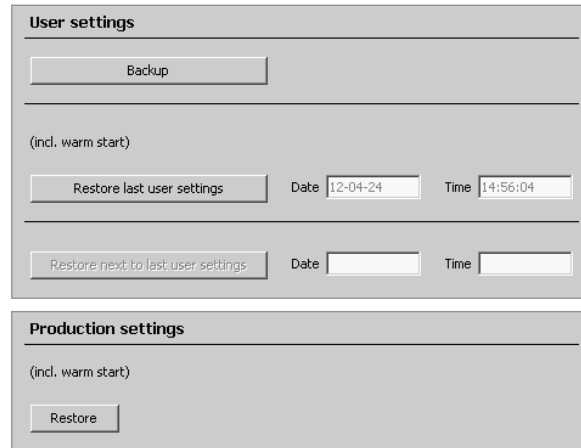 User settings
Backup
(incl. warm start)
Restore last user settings Date 12-04-24 Time 14:56:04
Restore next to last user settings Date Time
Production settings
(incl. warm start)
Restore